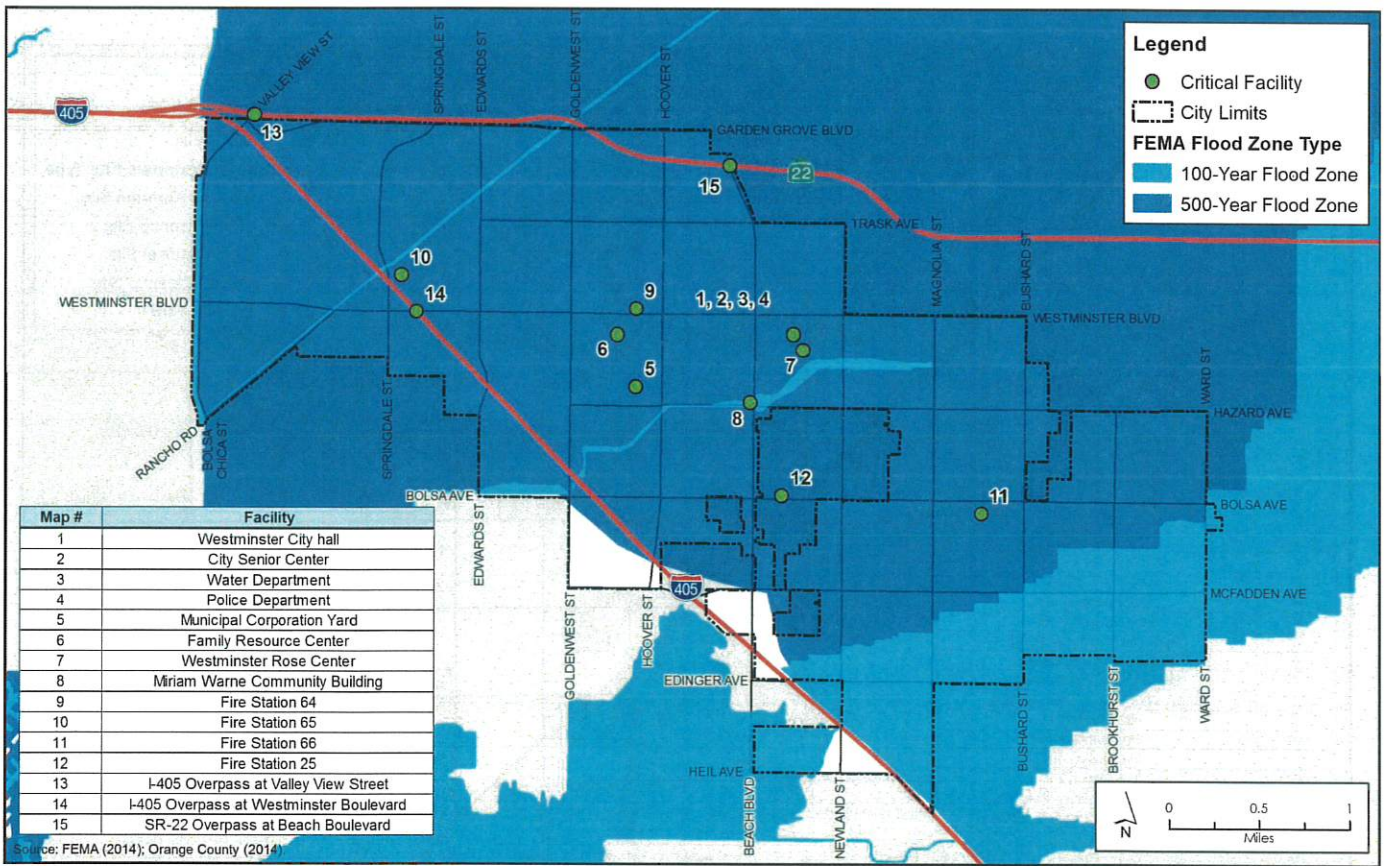 Legend
Critical Facility
City Limits
FEMA Flood Zone Type
100-Year Flood Zone
500-Year Flood Zone
405
VALLEY VIEW ST
13
SPRINGDALE ST
EDWARDS ST
GOLDENWEST ST
HOOVER ST
GARDEN GROVE BLVD
15
22
TRASK AVE
MAGNOLIA ST
BUSHARD ST
10
14
WESTMINSTER BLVD
9
1, 2, 3, 4
WESTMINSTER BLVD
6
7
5
8
WARD ST
HAZARD AVE
RANCHO RD
BOLSA
CHICA ST
SPRINGDALE ST
BOLSA AVE
12
11
BOLSA AVE
EDWARDS ST
405
MCFADDEN AVE
GOLDENWEST ST
HOOVER ST
EDINGER AVE
BUSHARD ST
BROOKHURST ST
WARD ST
HEIL AVE
BEACH BLVD
NEWLAND ST
Map # Facility
1 Westminster City hall
2 City Senior Center
3 Water Department
4 Police Department
5 Municipal Corporation Yard
6 Family Resource Center
7 Westminster Rose Center
8 Miriam Warne Community Building
9 Fire Station 64
10 Fire Station 65
11 Fire Station 66
12 Fire Station 25
13 I-405 Overpass at Valley View Street
14 I-405 Overpass at Westminster Boulevard
15 SR-22 Overpass at Beach Boulevard
Source: FEMA (2014); Orange County (2014)
N
0 0.5 1
Miles